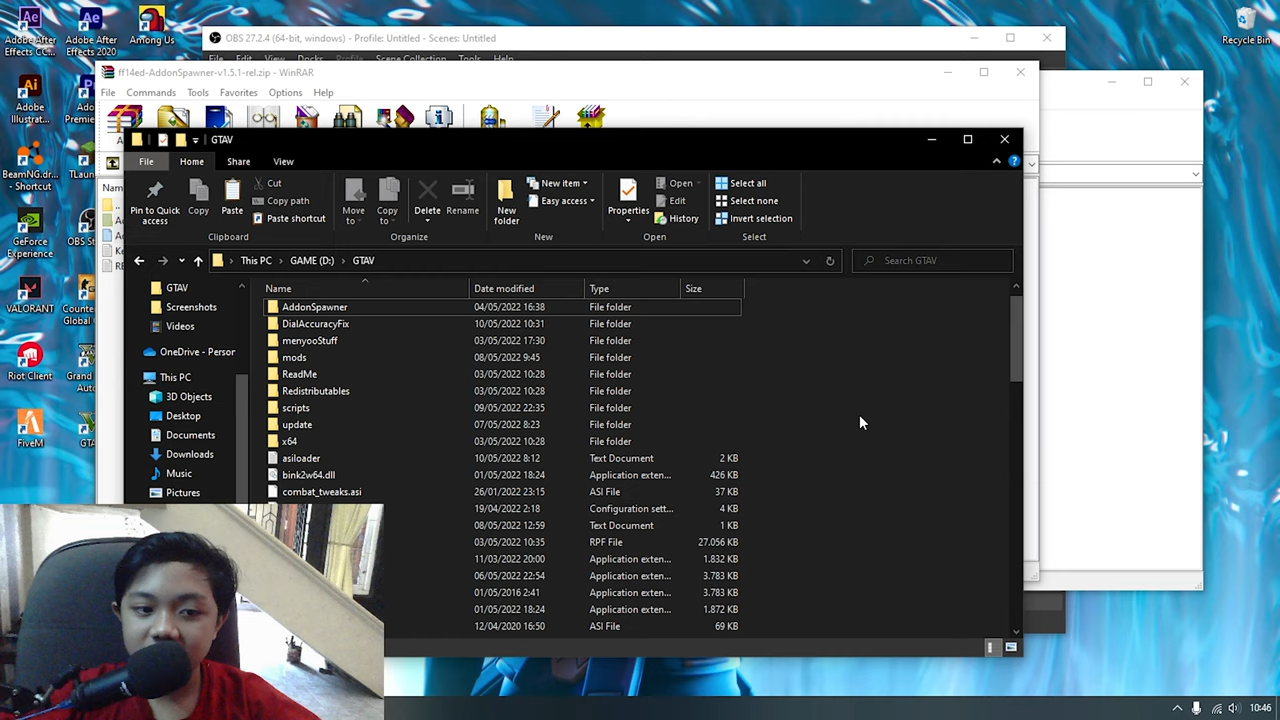 Adobe After
Effects CC...
Adobe After
Effects 2020
Among Us
Recycle Bin
OBS 27.2.4 (64-bit, windows) - Profile: Untitled - Scenes: Untitled
File Edit View Docks Profile Scene Collection Tools Help
ff14ed-AddonSpawner-v1.5.1-rel.zip - WinRAR
File Commands Tools Favorites Options Help
Adobe
Illustrat...
BeamNG.dr...
- Shortcut
GeForce
Experience
VALORANT
Riot Client
FiveM
GTAV
File Home Share View
Pin to Quick
access
Copy
Paste
Cut
Copy path
Paste shortcut
Move
to
Copy
to
Delete
Rename
New
folder
New item
Easy access
Properties
Open
Edit
History
Select all
Select none
Invert selection
Clipboard Organize New Open Select
This PC > GAME (D:) > GTAV
Search GTAV
Name Date modified Type Size
GTAV
Screenshots
Videos
OneDrive - Person
This PC
3D Objects
Desktop
Documents
Downloads
Music
Pictures
AddonSpawner 04/05/2022 16:38 File folder
DialAccuracyFix 10/05/2022 10:31 File folder
menyooStuff 03/05/2022 17:30 File folder
mods 08/05/2022 9:45 File folder
ReadMe 03/05/2022 10:28 File folder
Redistributables 03/05/2022 10:28 File folder
scripts 09/05/2022 22:35 File folder
update 07/05/2022 8:23 File folder
x64 03/05/2022 10:28 File folder
asiloader 10/05/2022 8:12 Text Document 2 KB
bink2w64.dll 01/05/2022 18:24 Application exten... 426 KB
combat_tweaks.asi 26/01/2022 23:15 ASI File 37 KB
19/04/2022 2:18 Configuration sett... 4 KB
08/05/2022 12:59 Text Document 1 KB
03/05/2022 10:35 RPF File 27.056 KB
11/03/2022 20:00 Application exten... 1.832 KB
06/05/2022 22:54 Application exten... 3.783 KB
01/05/2016 2:41 Application exten... 3.783 KB
01/05/2022 18:24 Application exten... 1.872 KB
12/04/2020 16:50 ASI File 69 KB
10:46